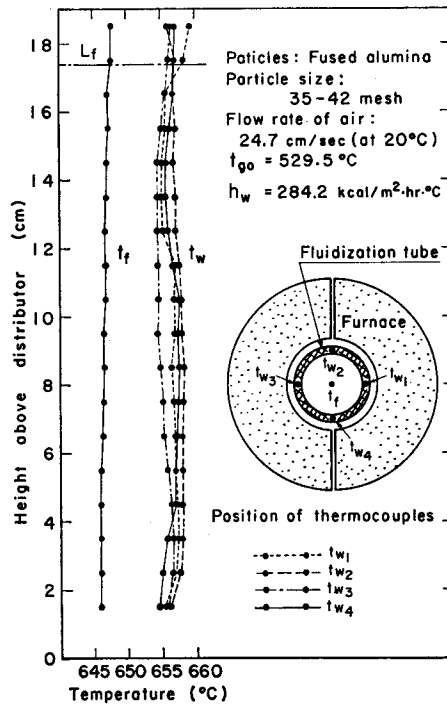 18
L_f
16
14
12
10
8
6
4
2
0
Height above distributor (cm)
t_f
t_w
645 650 655 660
Temperature (°C)
Paticles: Fused alumina
Particle size:
35-42 mesh
Flow rate of air:
24.7 cm/sec (at 20°C)
t_go = 529.5 °C
h_w = 284.2 kcal/m²·hr·°C
Fluidization tube
Furnace
t_w2
t_w3
t_w1
t_f
t_w4
Position of thermocouples
t_w1
t_w2
t_w3
t_w4